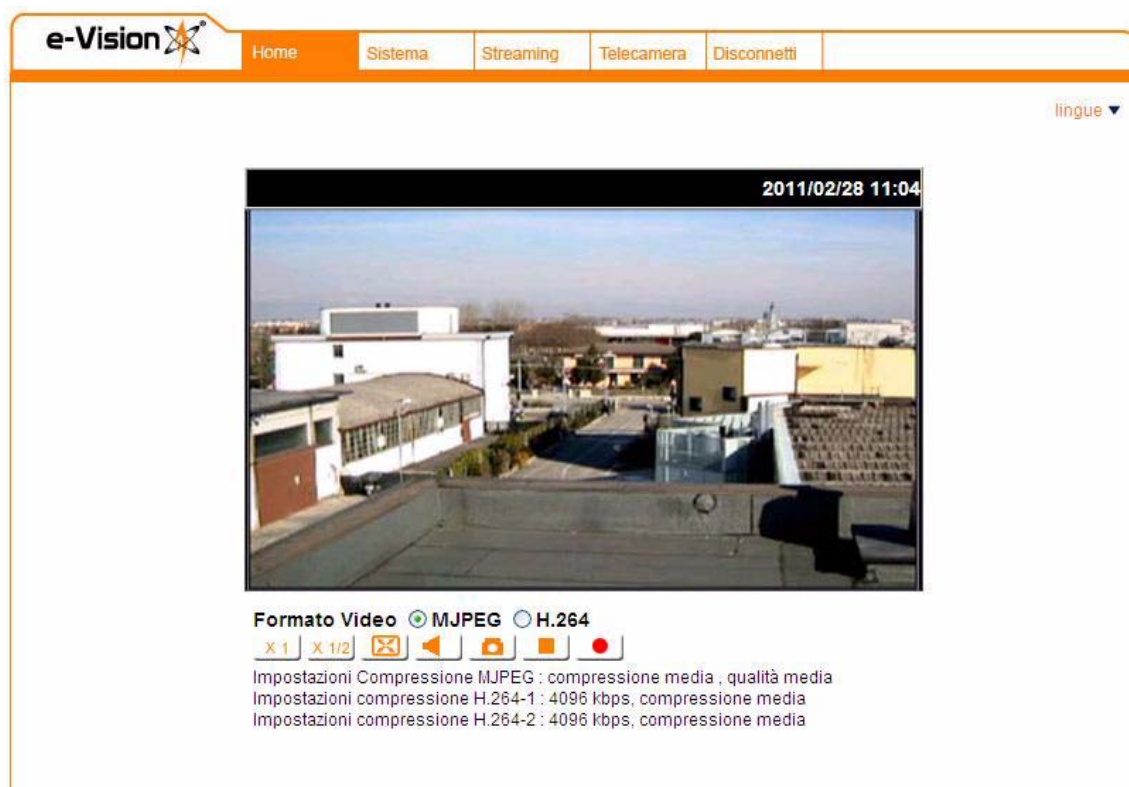 e-Vision
Home Sistema Streaming Telecamera Disconnetti
lingue
2011/02/28 11:04
Formato Video MJPEG H.264
X 1 X 1/2
Impostazioni Compressione MJPEG : compressione media , qualità media
Impostazioni compressione H.264-1 : 4096 kbps, compressione media
Impostazioni compressione H.264-2 : 4096 kbps, compressione media